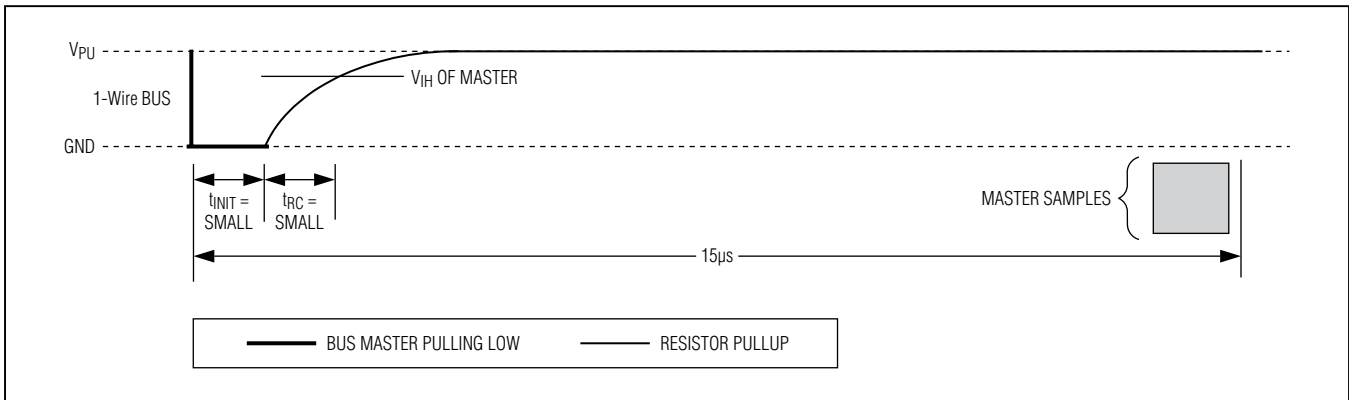 VPU
VIH OF MASTER
1-Wire BUS
GND
tINIT =
SMALL
tRC =
SMALL
MASTER SAMPLES
15µs
BUS MASTER PULLING LOW
RESISTOR PULLUP